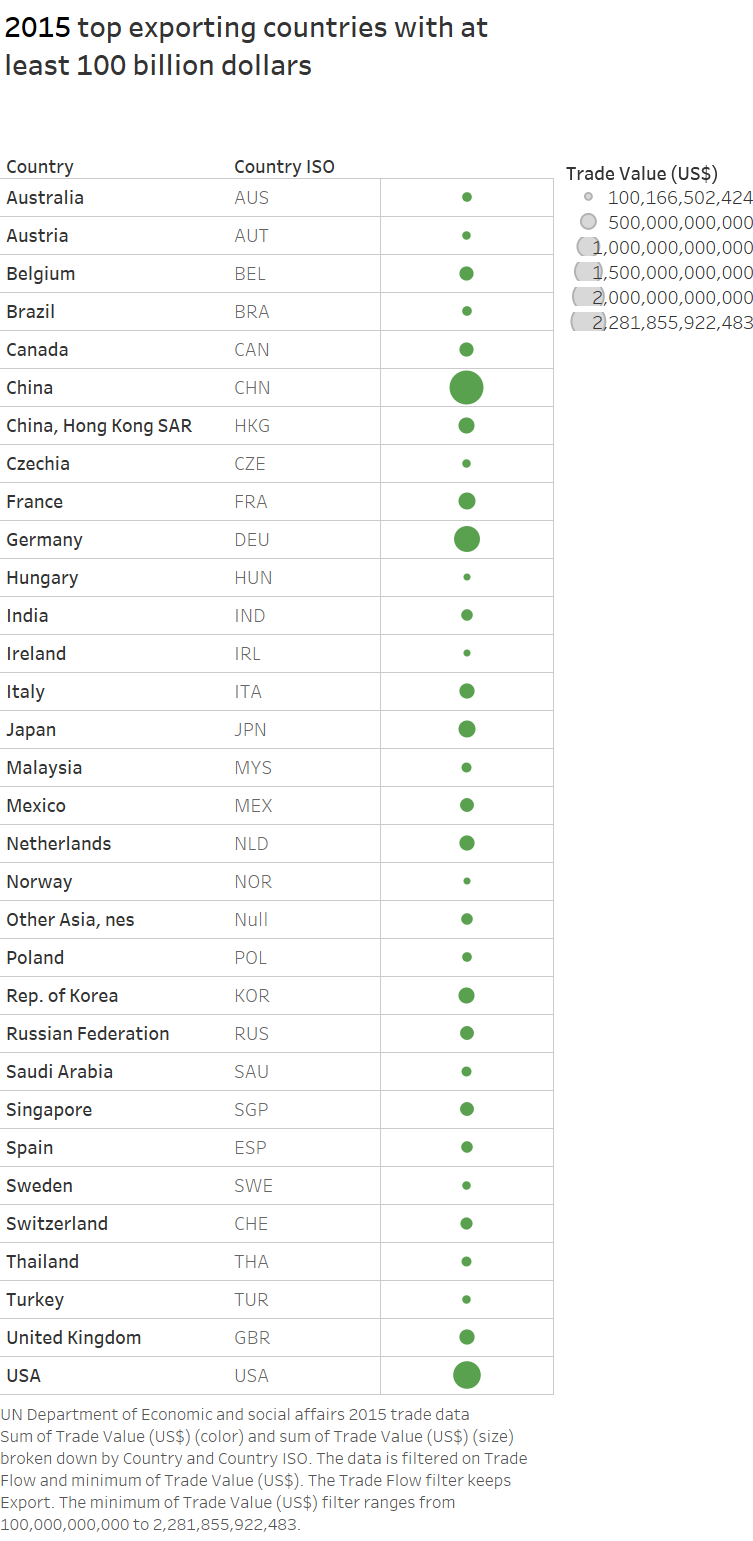 2015 top exporting countries with at
least 100 billion dollars
Country Country ISO
Trade Value (US$)
Australia AUS
100,166,502,424
Austria AUT
500,000,000,000
1,000,000,000,000
Belgium BEL
1,500,000,000,000
Brazil BRA
2,000,000,000,000
2,281,855,922,483
Canada CAN
China CHN
China, Hong Kong SAR HKG
Czechia CZE
France FRA
Germany DEU
Hungary HUN
India IND
Ireland IRL
Italy ITA
Japan JPN
Malaysia MYS
Mexico MEX
Netherlands NLD
Norway NOR
Other Asia, nes Null
Poland POL
Rep. of Korea KOR
Russian Federation RUS
Saudi Arabia SAU
Singapore SGP
Spain ESP
Sweden SWE
Switzerland CHE
Thailand THA
Turkey TUR
United Kingdom GBR
USA USA
UN Department of Economic and social affairs 2015 trade data
Sum of Trade Value (US$) (color) and sum of Trade Value (US$) (size)
broken down by Country and Country ISO. The data is filtered on Trade
Flow and minimum of Trade Value (US$). The Trade Flow filter keeps
Export. The minimum of Trade Value (US$) filter ranges from
100,000,000,000 to 2,281,855,922,483.